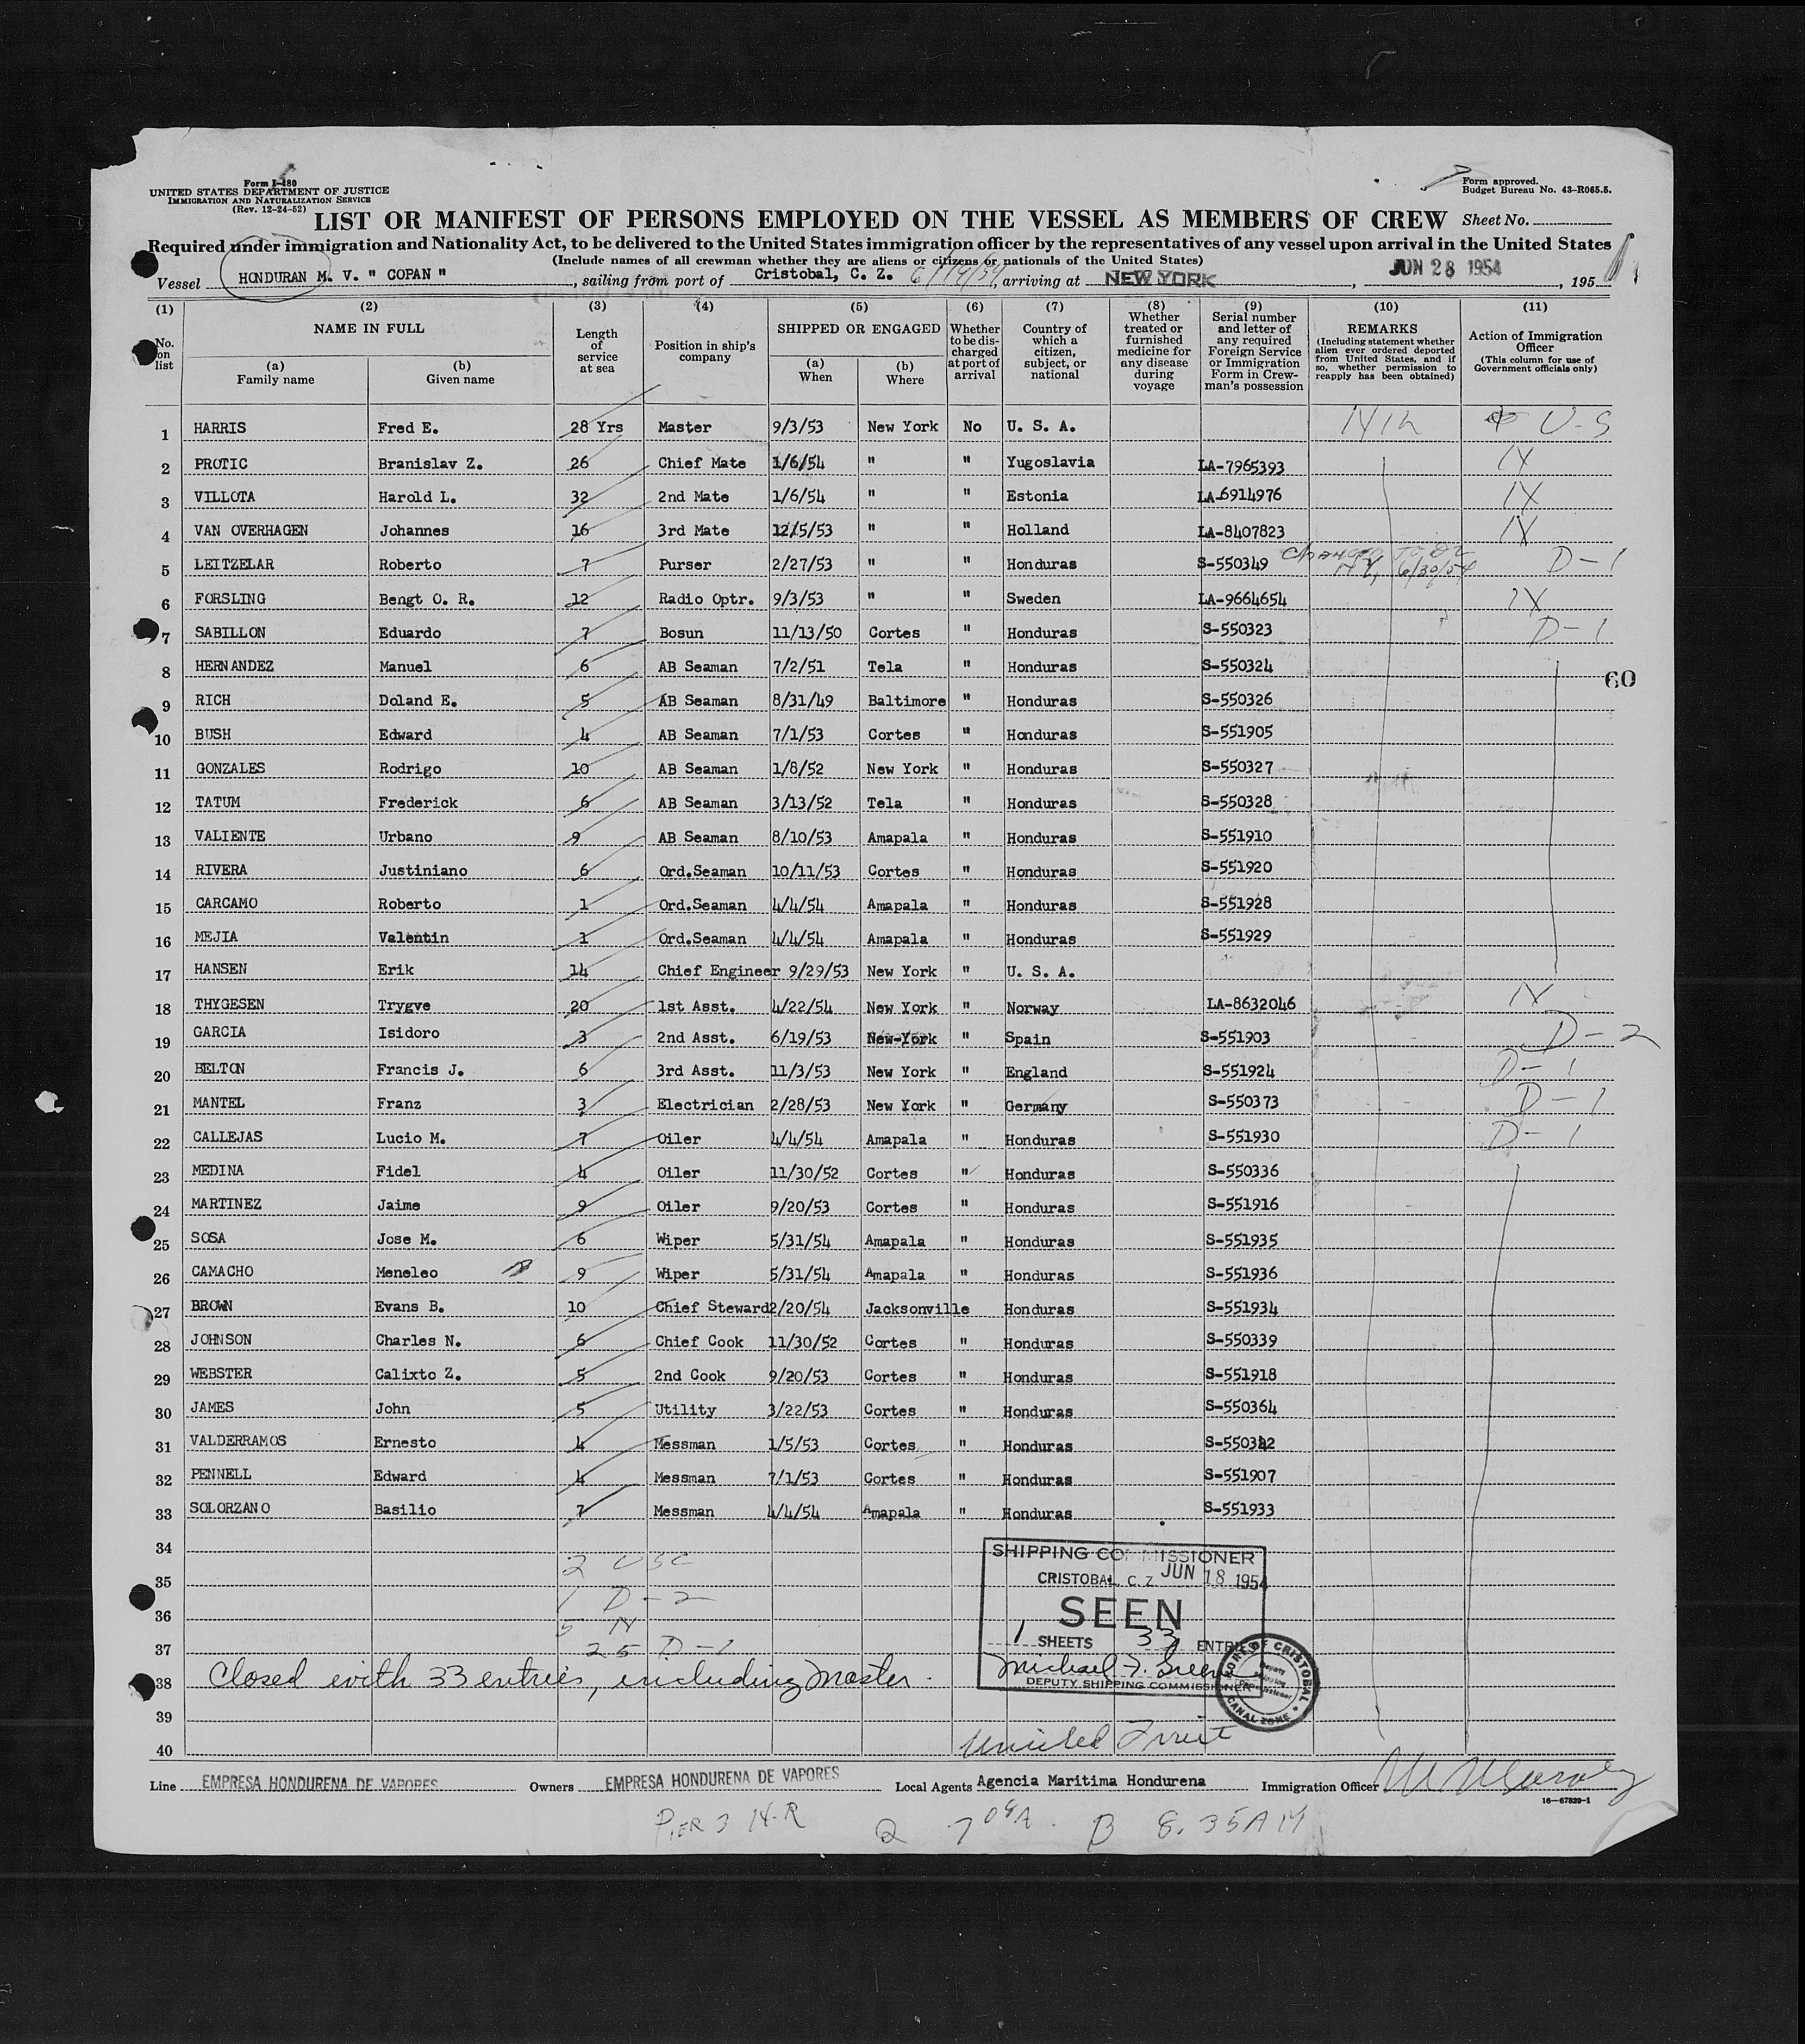 Form I-480
UNITED STATES DEPARTMENT OF JUSTICE
IMMIGRATION AND NATURALIZATION SERVICE
(Rev. 12-24-52)
Form approved.
Budget Bureau No. 43-R065.5.
LIST OR MANIFEST OF PERSONS EMPLOYED ON THE VESSEL AS MEMBERS OF CREW Sheet No.
Required under immigration and Nationality Act, to be delivered to the United States immigration officer by the representatives of any vessel upon arrival in the United States
(Include names of all crewman whether they are aliens or citizens or nationals of the United States)
Vessel HONDURAN M. V. " COPAN ", sailing from port of Cristobal, C. Z. 6/19/54, arriving at NEW YORK, JUN 28 1954, 195
(1) (2) (3) (4) (5) (6) (7) (8) (9) (10) (11)
No. on list
NAME IN FULL
(a) Family name
(b) Given name
Length of service at sea
Position in ship's company
SHIPPED OR ENGAGED
(a) When
(b) Where
Whether to be discharged at port of arrival
Country of which a citizen, subject, or national
Whether treated or furnished medicine for any disease during voyage
Serial number and letter of any required Foreign Service or Immigration Form in Crewman's possession
REMARKS
(Including statement whether alien ever ordered deported from United States, and if so, whether permission to reapply has been obtained)
Action of Immigration Officer
(This column for use of Government officials only)
1 HARRIS Fred E. 28 Yrs Master 9/3/53 New York No U. S. A. U-S
2 PROTIC Branislav Z. 26 Chief Mate 1/6/54 " " Yugoslavia LA-7965393
3 VILLOTA Harold L. 32 2nd Mate 1/6/54 " " Estonia LA-6914976
4 VAN OVERHAGEN Johannes 16 3rd Mate 12/5/53 " " Holland LA-8407823
5 LEITZELAR Roberto 7 Purser 2/27/53 " " Honduras S-550349 Changed To D2 NY, 6/30/54 D-1
6 FORSLING Bengt O. R. 12 Radio Optr. 9/3/53 " " Sweden LA-9664654
7 SABILLON Eduardo 7 Bosun 11/13/50 Cortes " Honduras S-550323 D-1
8 HERNANDEZ Manuel 6 AB Seaman 7/2/51 Tela " Honduras S-550324
60
9 RICH Doland E. 5 AB Seaman 8/31/49 Baltimore " Honduras S-550326
10 BUSH Edward 4 AB Seaman 7/1/53 Cortes " Honduras S-551905
11 GONZALES Rodrigo 10 AB Seaman 1/8/52 New York " Honduras S-550327
12 TATUM Frederick 6 AB Seaman 3/13/52 Tela " Honduras S-550328
13 VALIENTE Urbano 9 AB Seaman 8/10/53 Amapala " Honduras S-551910
14 RIVERA Justiniano 6 Ord.Seaman 10/11/53 Cortes " Honduras S-551920
15 CARCAMO Roberto 1 Ord.Seaman 4/4/54 Amapala " Honduras S-551928
16 MEJIA Valentin 1 Ord.Seaman 4/4/54 Amapala " Honduras S-551929
17 HANSEN Erik 14 Chief Engineer 9/29/53 New York " U. S. A.
18 THYGESEN Trygve 20 1st Asst. 4/22/54 New York " Norway LA-8632046
19 GARCIA Isidoro 3 2nd Asst. 6/19/53 New-York " Spain S-551903 D-2
20 BELTON Francis J. 6 3rd Asst. 11/3/53 New York " England S-551924 D-1
21 MANTEL Franz 3 Electrician 2/28/53 New York " Germany S-550373 D-1
22 CALLEJAS Lucio M. 7 Oiler 4/4/54 Amapala " Honduras S-551930 D-1
23 MEDINA Fidel 4 Oiler 11/30/52 Cortes " Honduras S-550336
24 MARTINEZ Jaime 9 Oiler 9/20/53 Cortes " Honduras S-551916
25 SOSA Jose M. 6 Wiper 5/31/54 Amapala " Honduras S-551935
26 CAMACHO Meneleo 9 Wiper 5/31/54 Amapala " Honduras S-551936
27 BROWN Evans B. 10 Chief Steward 2/20/54 Jacksonville Honduras S-551934
28 JOHNSON Charles N. 6 Chief Cook 11/30/52 Cortes " Honduras S-550339
29 WEBSTER Calixto Z. 5 2nd Cook 9/20/53 Cortes " Honduras S-551918
30 JAMES John 5 Utility 3/22/53 Cortes " Honduras S-550364
31 VALDERRAMOS Ernesto 4 Messman 1/5/53 Cortes " Honduras S-550342
32 PENNELL Edward 4 Messman 7/1/53 Cortes " Honduras S-551907
33 SOLORZANO Basilio 7 Messman 4/4/54 Amapala " Honduras S-551933
34
35
36
37
38
39
40
2 USC
1 D-2
5
25 D-1
Closed with 33 entries, including Master.
SHIPPING COMMISSIONER
CRISTOBAL, C. Z. JUN 18 1954
SEEN
1 SHEETS 33 ENTRIES
Michael F. Green
DEPUTY SHIPPING COMMISSIONER
PORT OF CRISTOBAL
CANAL ZONE
United Fruit
Line EMPRESA HONDURENA DE VAPORES Owners EMPRESA HONDURENA DE VAPORES Local Agents Agencia Maritima Hondurena Immigration Officer
16-67829-1
PIER 3 N-R Q 7 09A. B 8.35AM